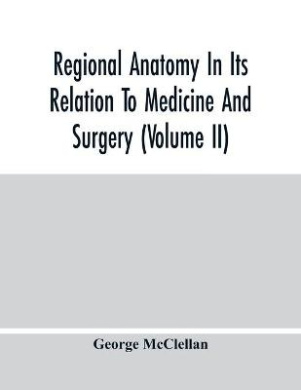 Regional Anatomy In Its
Relation To Medicine And
Surgery (Volume II)
George McClellan